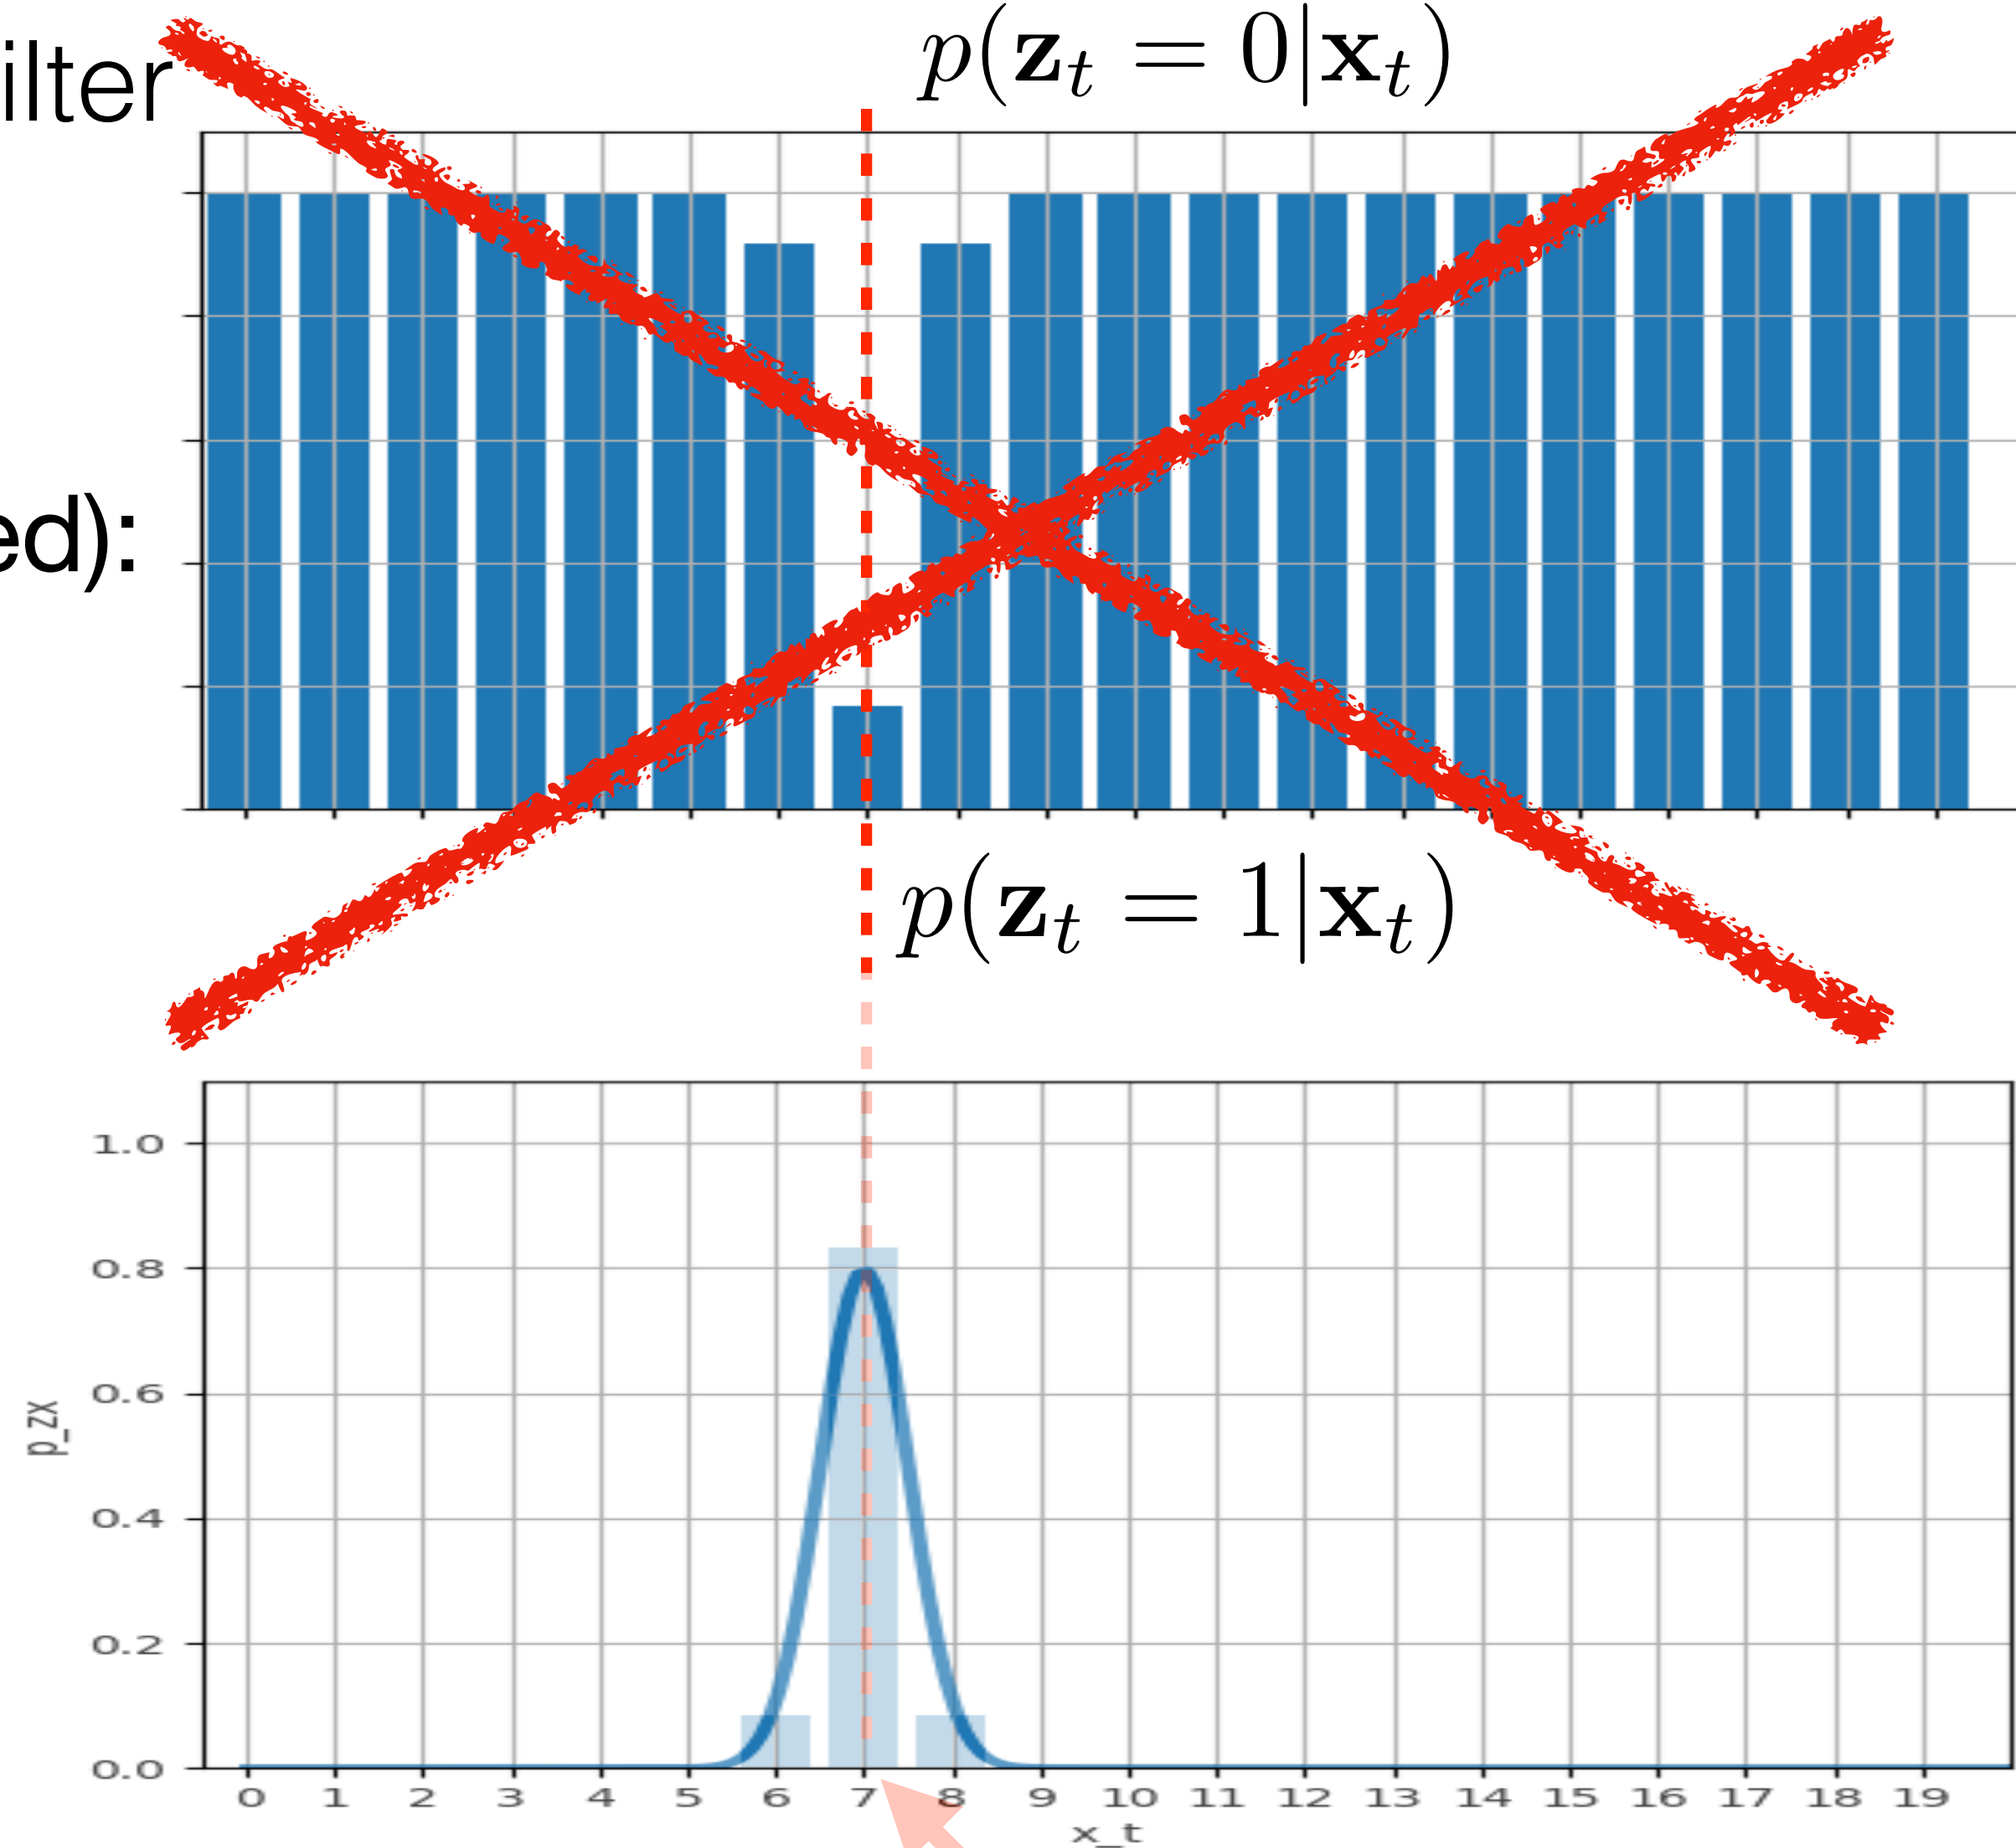 ilter
p(z_t = 0|x_t)
ed):
p(z_t = 1|x_t)
1.0
0.8
0.6
0.4
0.2
0.0
p_zx
0 1 2 3 4 5 6 7 8 9 10 11 12 13 14 15 16 17 18 19
x_t